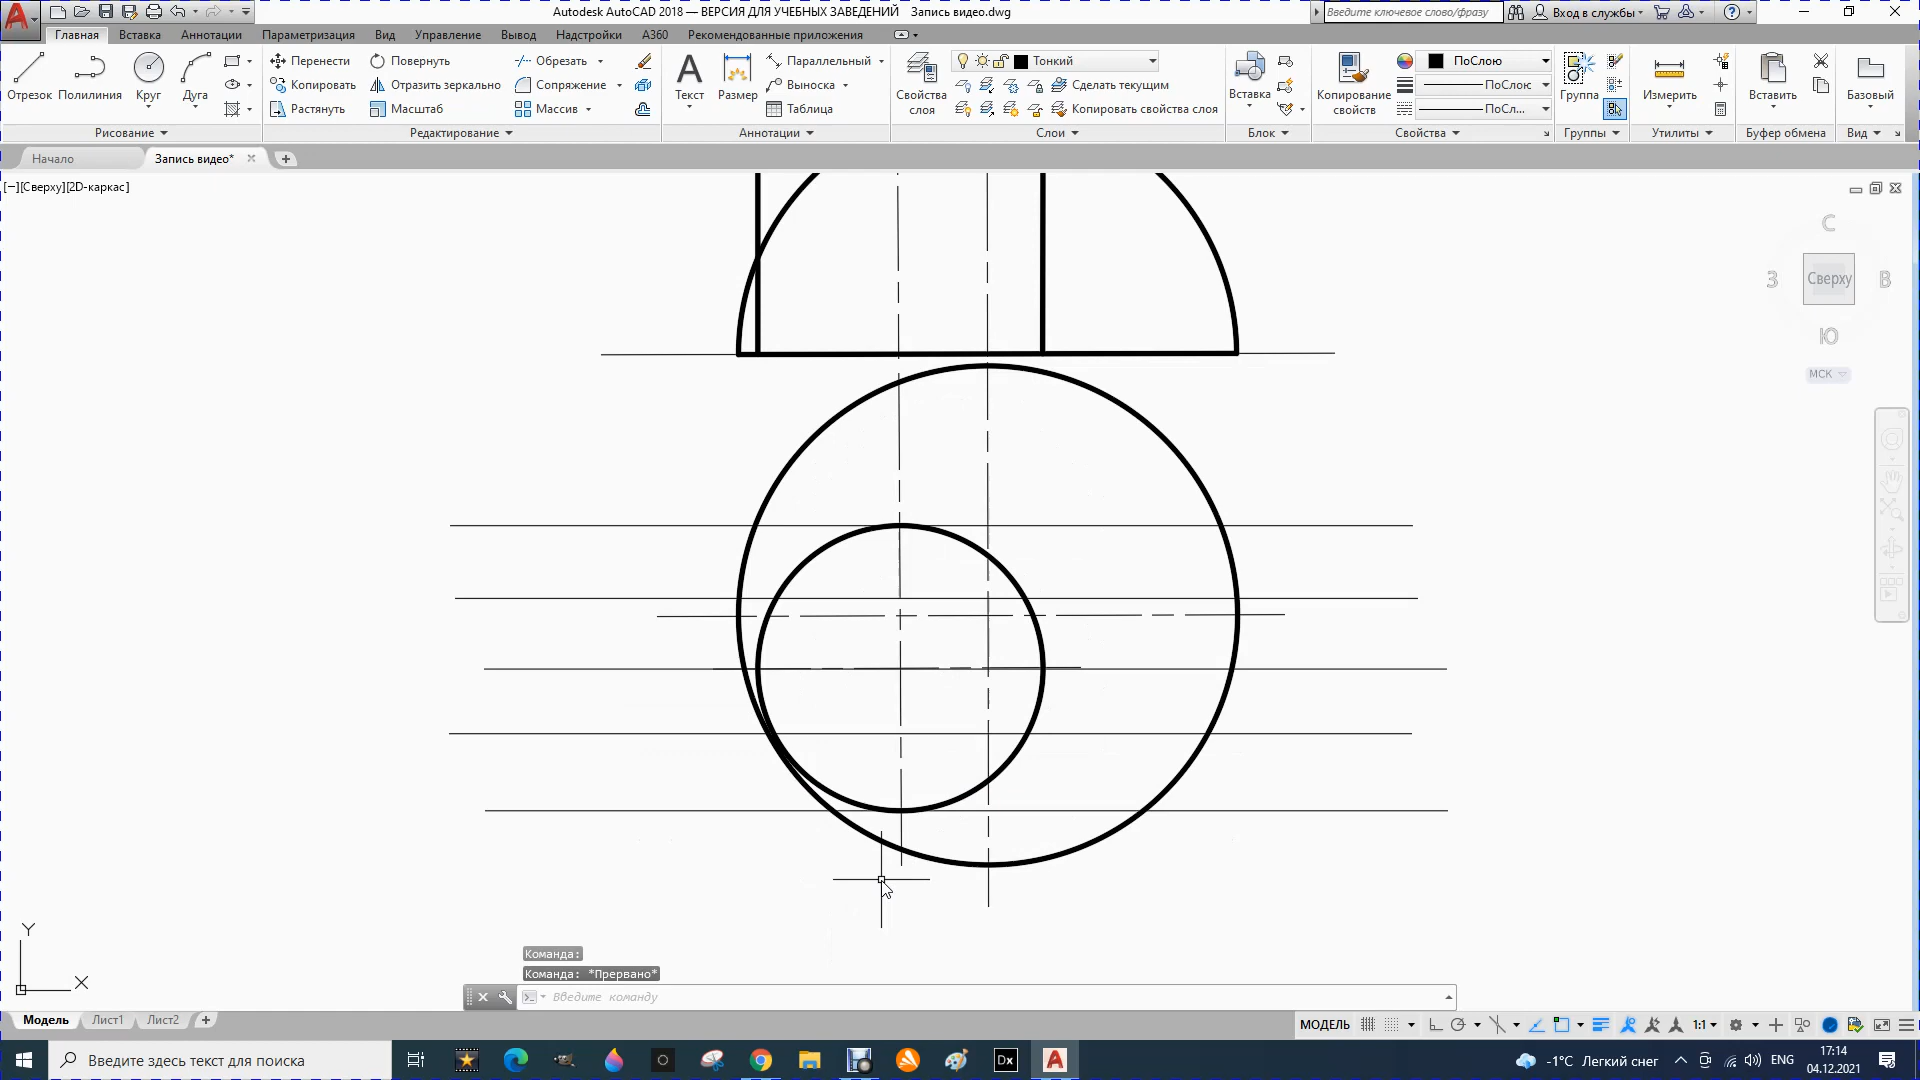 Autodesk AutoCAD 2018 — ВЕРСИЯ ДЛЯ УЧЕБНЫХ ЗАВЕДЕНИЙ Запись видео.dwg
Введите ключевое слово/фразу
Вход в службы
Главная Вставка Аннотации Параметризация Вид Управление Вывод Надстройки A360 Рекомендованные приложения
Отрезок Полилиния Круг Дуга
Перенести Повернуть Обрезать
Копировать Отразить зеркально Сопряжение
Растянуть Масштаб Массив
Текст Размер
Параллельный
Выноска
Таблица
Свойства слоя
Тонкий
Сделать текущим
Копировать свойства слоя
Вставка
Копирование свойств
ПоСлою
ПоСлою
ПоСл...
Группа Измерить Вставить Базовый
Рисование Редактирование Аннотации Слои Блок Свойства Группы Утилиты Буфер обмена Вид
Начало Запись видео*
[−][Сверху][2D-каркас]
С
З Сверху В
Ю
МСК
Y
X
Команда:
Команда: *Прервано*
Введите команду
Модель Лист1 Лист2
МОДЕЛЬ 1:1
Введите здесь текст для поиска
Dx
-1°C Легкий снег
ENG
17:14
04.12.2021